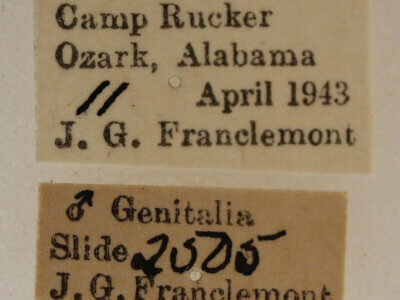 Camp Rucker
Ozark, Alabama
11 April 1943
J. G. Franclemont
♂ Genitalia
Slide 2505
J. G. Franclemont